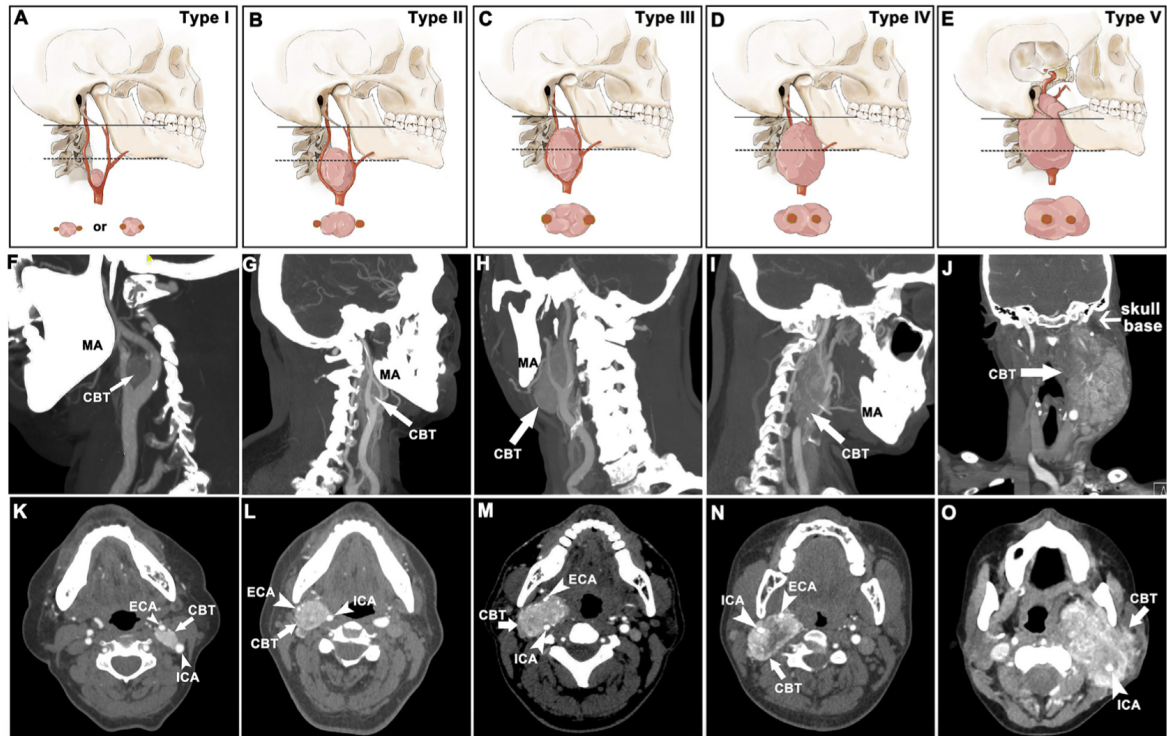 A Type I
B Type II
C Type III
D Type IV
E Type V
or
F
MA
CBT
G
MA
CBT
H
MA
CBT
I
MA
CBT
J
skull
base
CBT
K
ECA
CBT
ICA
L
ECA
ICA
CBT
M
ECA
CBT
ICA
N
ECA
ICA
CBT
O
CBT
ICA